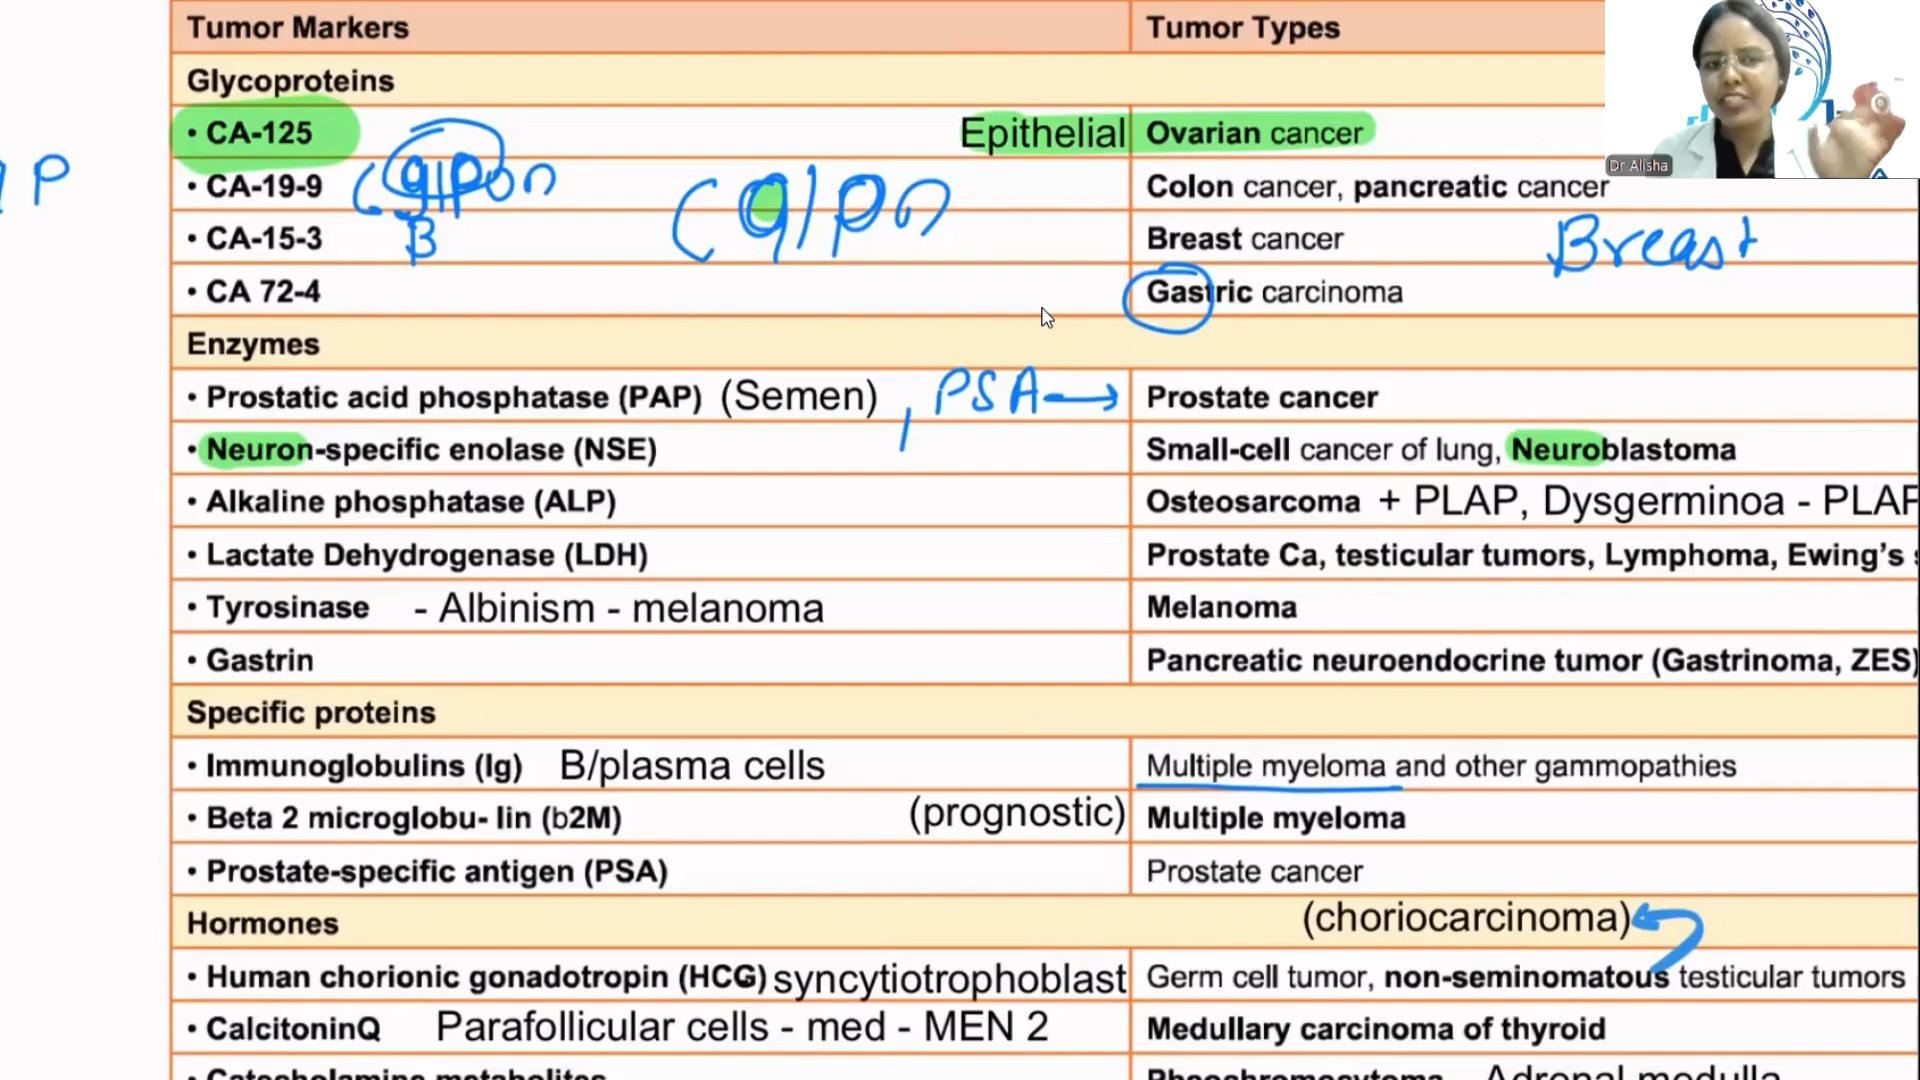 Tumor Markers Tumor Types
Glycoproteins
• CA-125 Epithelial Ovarian cancer
Dr Alisha
P
• CA-19-9 Colon cancer, pancreatic cancer
• CA-15-3 B Breast cancer Breast
• CA 72-4 Gastric carcinoma
Enzymes
• Prostatic acid phosphatase (PAP) (Semen) , PSA → Prostate cancer
• Neuron-specific enolase (NSE) Small-cell cancer of lung, Neuroblastoma
• Alkaline phosphatase (ALP) Osteosarcoma + PLAP, Dysgerminoa - PLAP
• Lactate Dehydrogenase (LDH) Prostate Ca, testicular tumors, Lymphoma, Ewing's
• Tyrosinase - Albinism - melanoma Melanoma
• Gastrin Pancreatic neuroendocrine tumor (Gastrinoma, ZES)
Specific proteins
• Immunoglobulins (Ig) B/plasma cells Multiple myeloma and other gammopathies
• Beta 2 microglobu- lin (b2M) (prognostic) Multiple myeloma
• Prostate-specific antigen (PSA) Prostate cancer
Hormones (choriocarcinoma)
• Human chorionic gonadotropin (HCG) syncytiotrophoblast Germ cell tumor, non-seminomatous testicular tumors
• CalcitoninQ Parafollicular cells - med - MEN 2 Medullary carcinoma of thyroid
• Catecholamine metabolites Pheochromocytoma Adrenal medulla